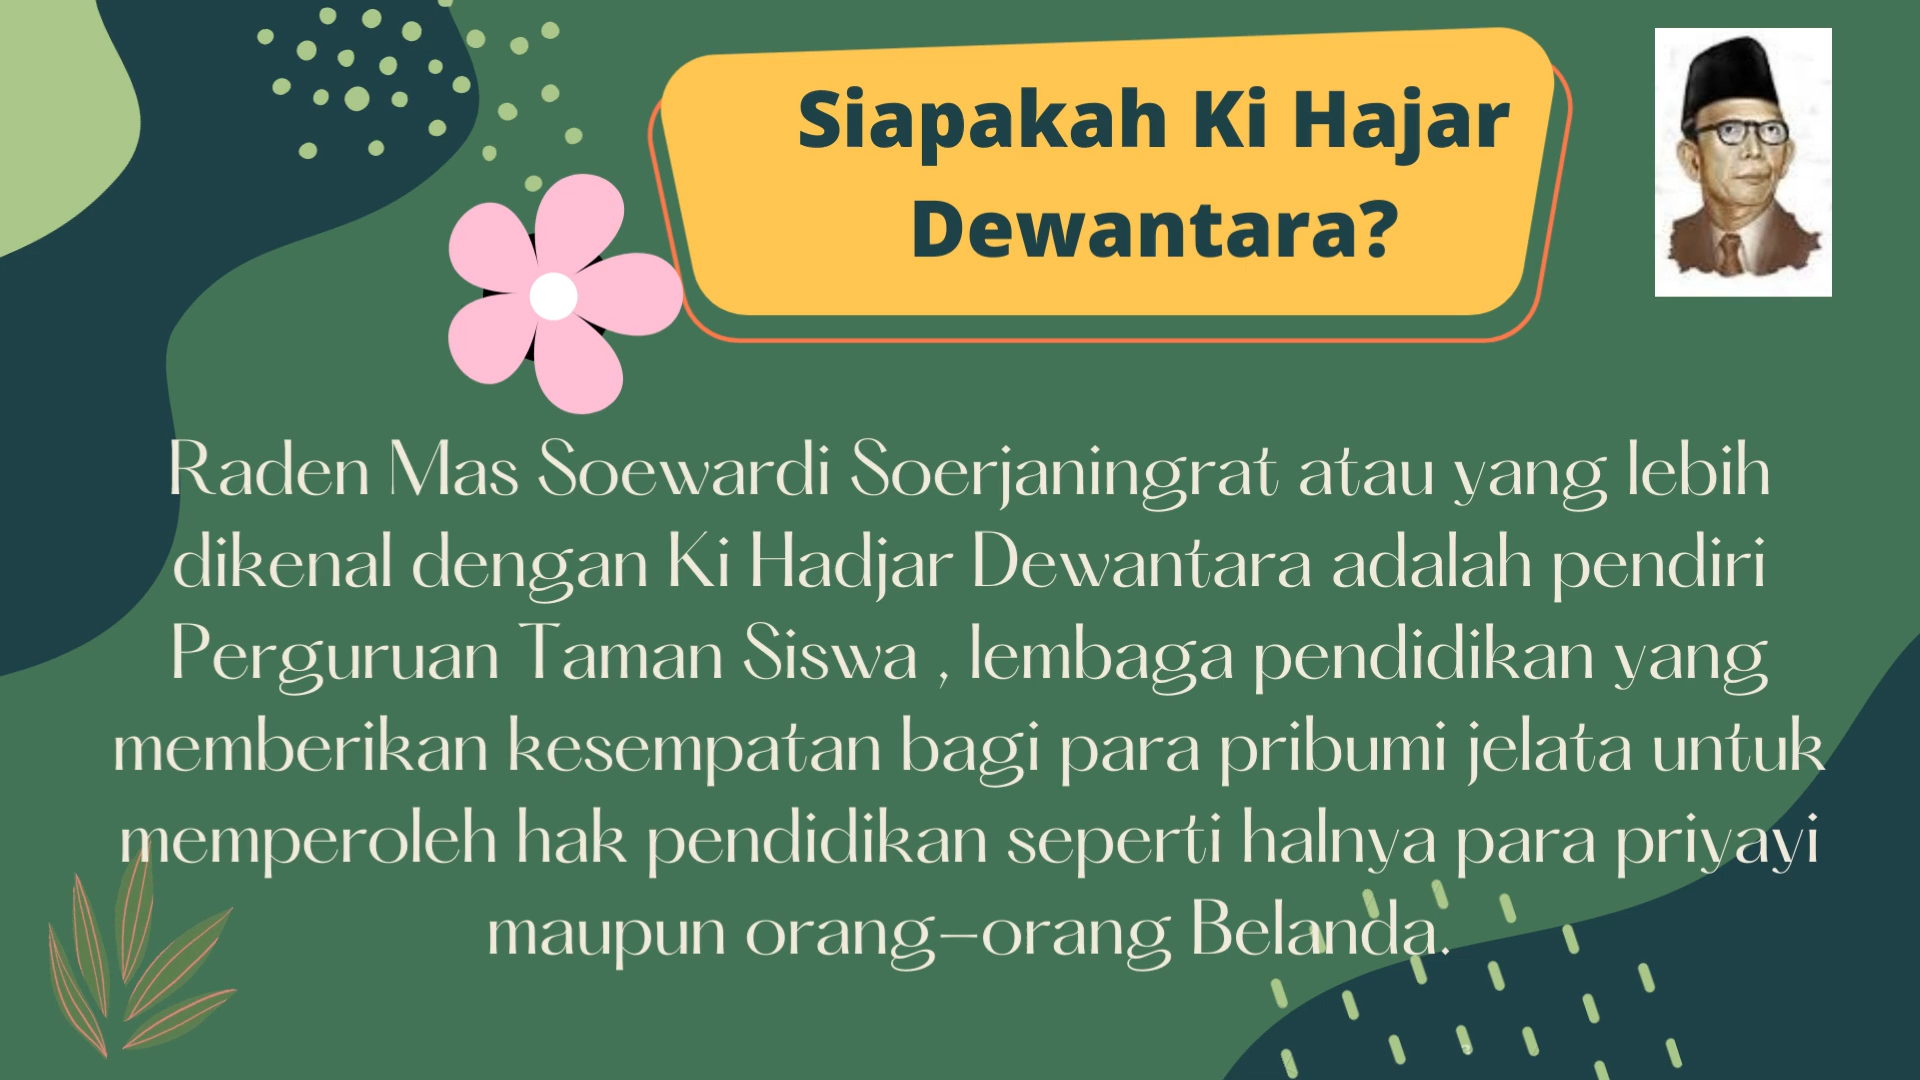 Siapakah Ki Hajar
Dewantara?
Raden Mas Soewardi Soerjaningrat atau yang lebih
dikenal dengan Ki Hadjar Dewantara adalah pendiri
Perguruan Taman Siswa , lembaga pendidikan yang
memberikan kesempatan bagi para pribumi jelata untuk
memperoleh hak pendidikan seperti halnya para priyayi
maupun orang-orang Belanda.